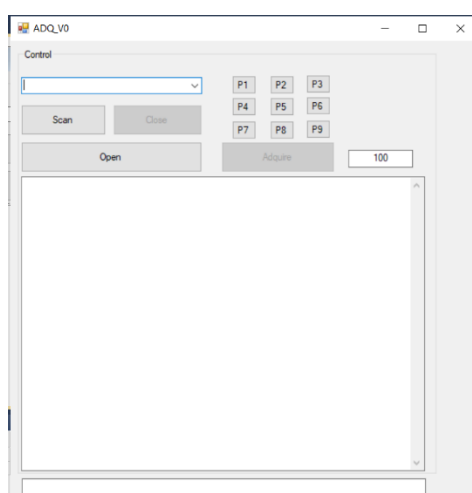 ADQ_V0
Control
P1 P2 P3
Scan Close P4 P5 P6
P7 P8 P9
Open Adquire 100